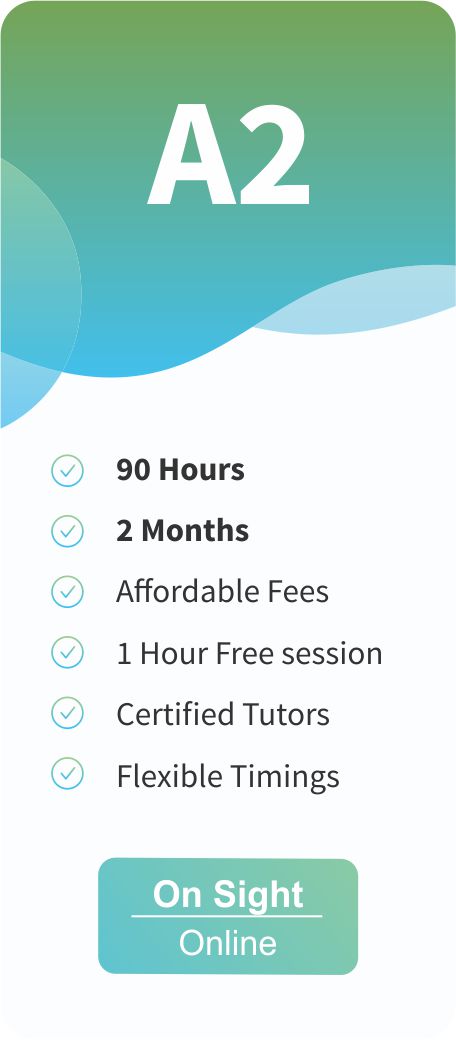 A2
90 Hours
2 Months
Affordable Fees
1 Hour Free session
Certified Tutors
Flexible Timings
On Sight
Online